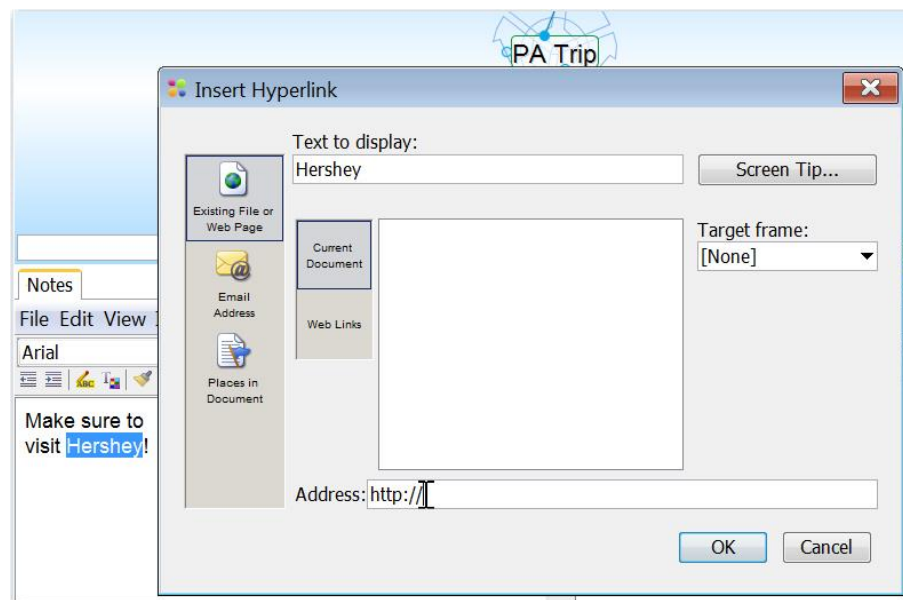 PA Trip
Insert Hyperlink
Text to display:
Hershey
Screen Tip...
Existing File or
Web Page
Email
Address
Places in
Document
Current
Document
Web Links
Target frame:
[None]
Address: http://
OK
Cancel
Notes
File Edit View
Arial
ABC
T
Make sure to
visit Hershey!